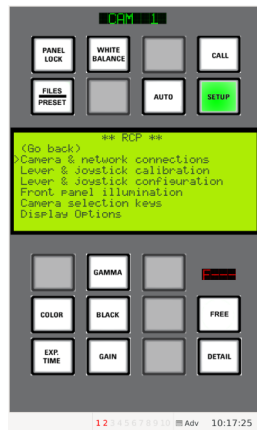 CAM 1
PANEL LOCK
WHITE BALANCE
CALL
FILES
PRESET
AUTO
SETUP
** RCP **
(Go back)
>Camera & network connections
Lever & joystick calibration
Lever & joystick configuration
Front panel illumination
Camera selection keys
Display Options
GAMMA
F----
COLOR
BLACK
FREE
EXP. TIME
GAIN
DETAIL
1 2 3 4 5 6 7 8 9 10 Adv 10:17:25